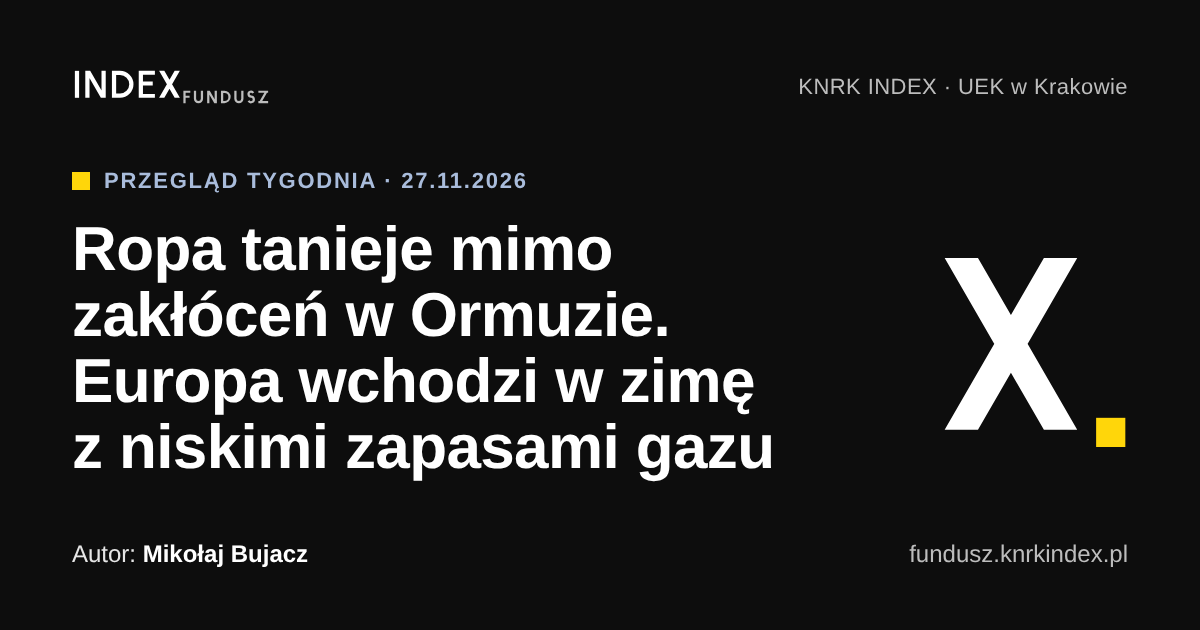 INDEX FUNDUSZ
KNRK INDEX · UEK w Krakowie
PRZEGLĄD TYGODNIA · 27.11.2026
Ropa tanieje mimo
zakłóceń w Ormuzie.
Europa wchodzi w zimę
z niskimi zapasami gazu
X.
Autor: Mikołaj Bujacz
fundusz.knrkindex.pl